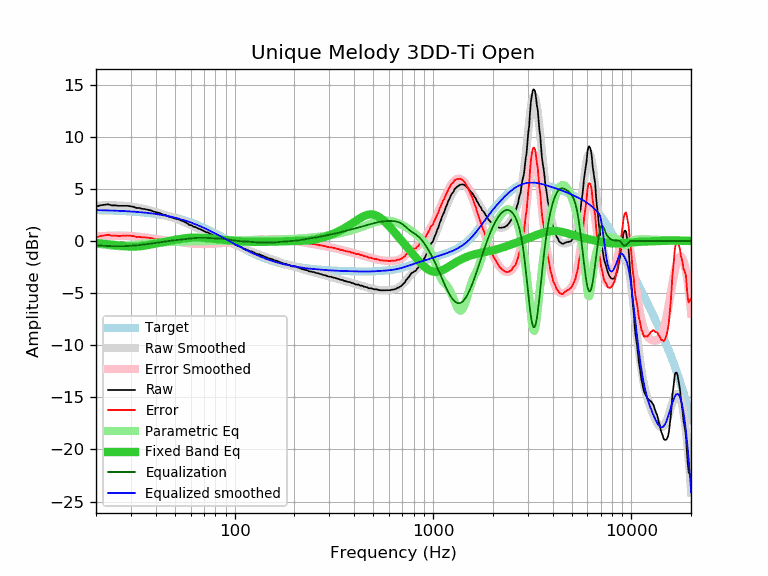 Unique Melody 3DD-Ti Open
15
10
5
0
−5
−10
−15
−20
−25
Amplitude (dBr)
Target
Raw Smoothed
Error Smoothed
Raw
Error
Parametric Eq
Fixed Band Eq
Equalization
Equalized smoothed
100
1000
10000
Frequency (Hz)